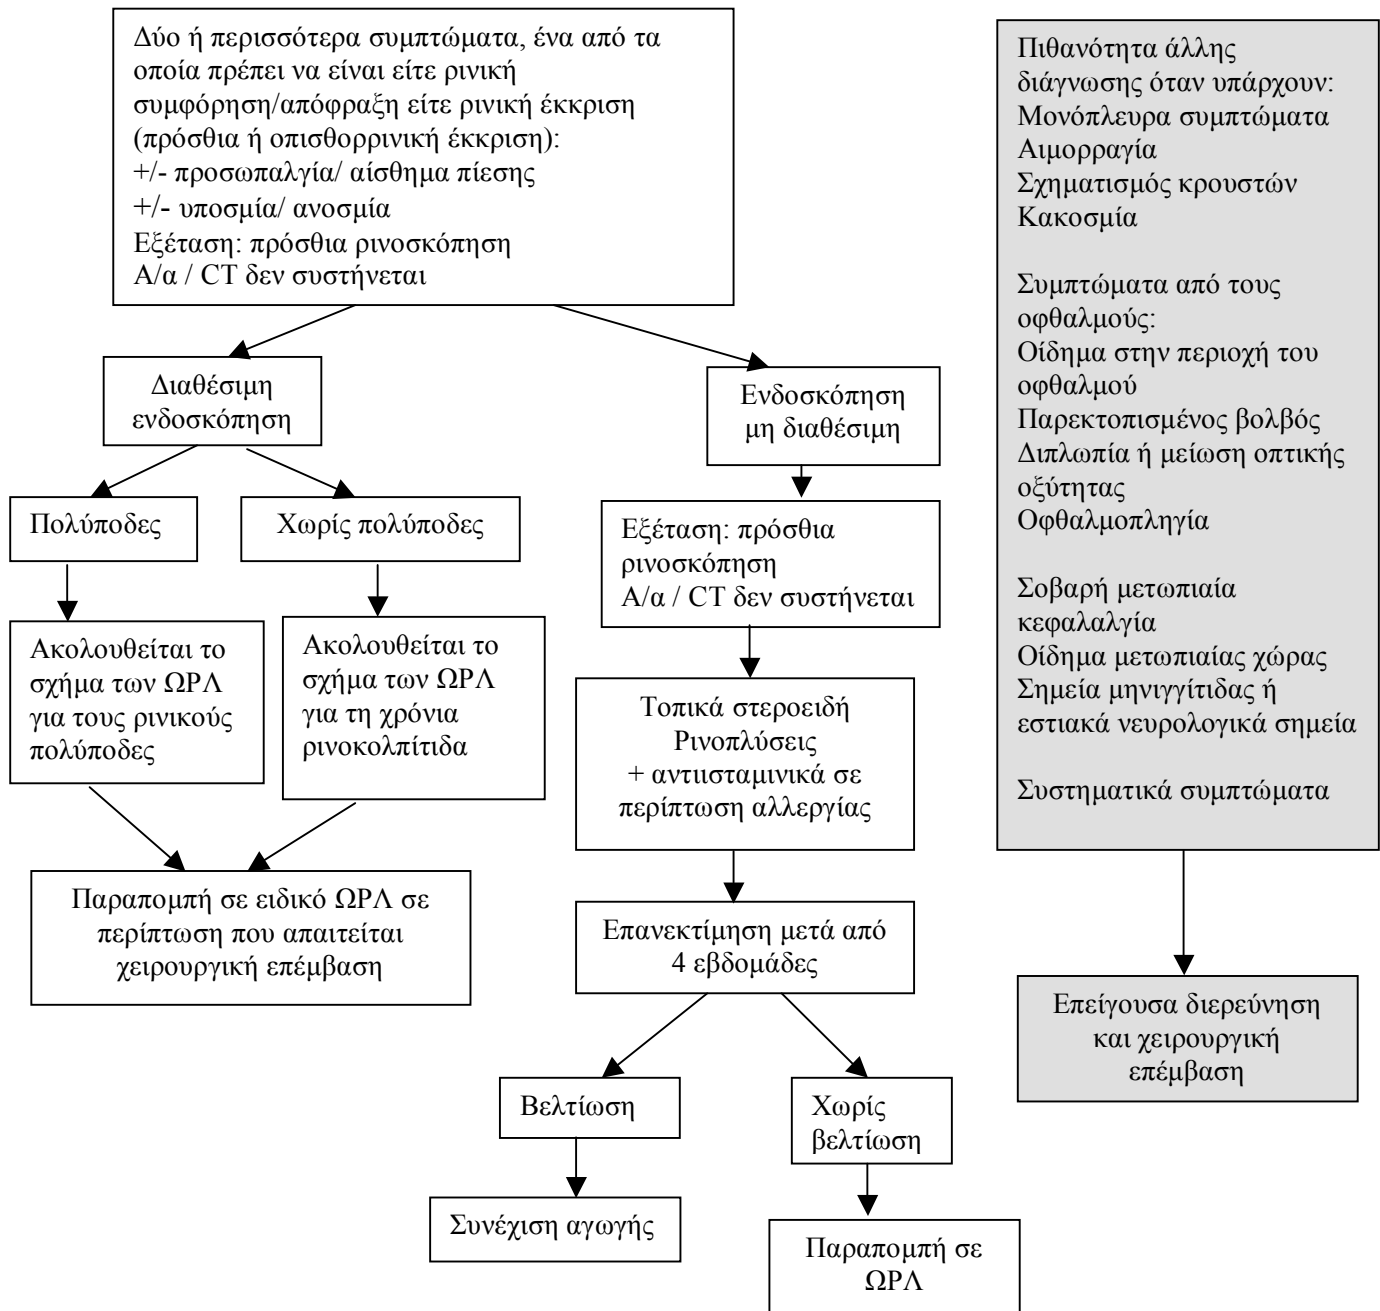 Δύο ή περισσότερα συμπτώματα, ένα από τα
οποία πρέπει να είναι είτε ρινική
συμφόρηση/απόφραξη είτε ρινική έκκριση
(πρόσθια ή οπισθορρινική έκκριση):
+/- προσωπαλγία/ αίσθημα πίεσης
+/- υποσμία/ ανοσμία
Εξέταση: πρόσθια ρινοσκόπηση
Α/α / CT δεν συστήνεται
Διαθέσιμη
ενδοσκόπηση
Ενδοσκόπηση
μη διαθέσιμη
Πολύποδες
Χωρίς πολύποδες
Εξέταση: πρόσθια
ρινοσκόπηση
Α/α / CT δεν συστήνεται
Ακολουθείται το
σχήμα των ΩΡΛ
για τους ρινικούς
πολύποδες
Ακολουθείται το
σχήμα των ΩΡΛ
για τη χρόνια
ρινοκολπίτιδα
Τοπικά στεροειδή
Ρινοπλύσεις
+ αντιισταμινικά σε
περίπτωση αλλεργίας
Παραπομπή σε ειδικό ΩΡΛ σε
περίπτωση που απαιτείται
χειρουργική επέμβαση
Επανεκτίμηση μετά από
4 εβδομάδες
Βελτίωση
Χωρίς
βελτίωση
Συνέχιση αγωγής
Παραπομπή σε
ΩΡΛ
Πιθανότητα άλλης
διάγνωσης όταν υπάρχουν:
Μονόπλευρα συμπτώματα
Αιμορραγία
Σχηματισμός κρουστών
Κακοσμία
Συμπτώματα από τους
οφθαλμούς:
Οίδημα στην περιοχή του
οφθαλμού
Παρεκτοπισμένος βολβός
Διπλωπία ή μείωση οπτικής
οξύτητας
Οφθαλμοπληγία
Σοβαρή μετωπιαία
κεφαλαλγία
Οίδημα μετωπιαίας χώρας
Σημεία μηνιγγίτιδας ή
εστιακά νευρολογικά σημεία
Συστηματικά συμπτώματα
Επείγουσα διερεύνηση
και χειρουργική
επέμβαση